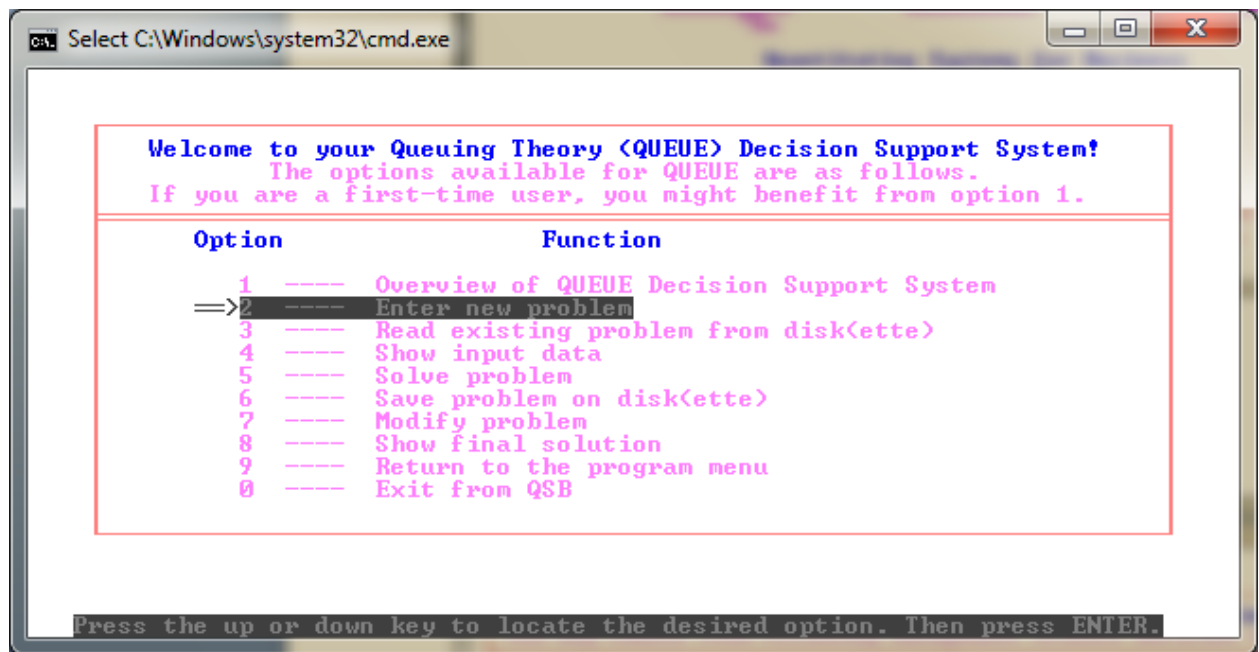 Select C:\Windows\system32\cmd.exe
Welcome to your Queuing Theory (QUEUE) Decision Support System!
The options available for QUEUE are as follows.
If you are a first-time user, you might benefit from option 1.
Option Function
1 ---- Overview of QUEUE Decision Support System
==>2 ---- Enter new problem
3 ---- Read existing problem from disk(ette)
4 ---- Show input data
5 ---- Solve problem
6 ---- Save problem on disk(ette)
7 ---- Modify problem
8 ---- Show final solution
9 ---- Return to the program menu
0 ---- Exit from QSB
Press the up or down key to locate the desired option. Then press ENTER.